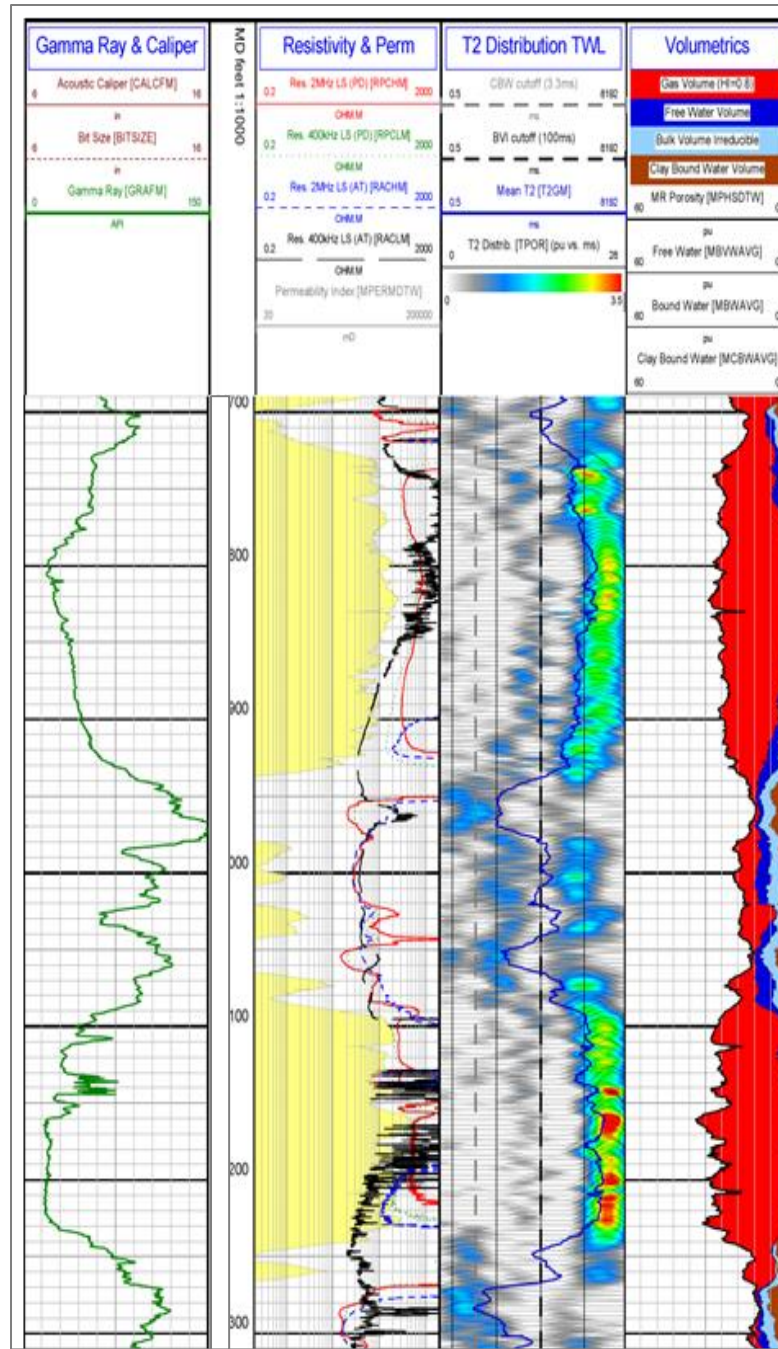 Gamma Ray & Caliper
Acoustic Caliper [CALCFM]
6 16
in
Bit Size [BITSIZE]
6 16
in
Gamma Ray [GRAFM]
0 150
API
MD feet 1:1000
Resistivity & Perm
Res. 2MHz LS (PD) [RPCHM]
0.2 2000
OHM.M
Res. 400kHz LS (PD) [RPCLM]
0.2 2000
OHM.M
Res. 2MHz LS (AT) [RACHM]
0.2 2000
OHM.M
Res. 400kHz LS (AT) [RACLM]
0.2 2000
OHM.M
Permeability Index [MPERMDTW]
20 200000
mD
T2 Distribution TWL
CBW cutoff (3.3ms)
0.5 8192
ms
BVI cutoff (100ms)
0.5 8192
ms
Mean T2 [T2GM]
0.5 8192
ms
T2 Distrib. [TPOR] (pu vs. ms)
0 28
0 3.5
Volumetrics
Gas Volume (HI=0.8)
Free Water Volume
Bulk Volume Irreducible
Clay Bound Water Volume
MR Porosity [MPHSDTW]
60 0
pu
Free Water [MBVWAVG]
60 0
pu
Bound Water [MBWAVG]
60 0
pu
Clay Bound Water [MCBWAVG]
60 0
700
800
900
000
100
200
300